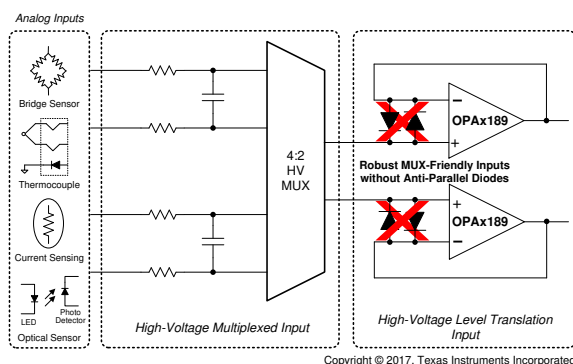 Analog Inputs
Bridge Sensor
Thermocouple
Current Sensing
LED
Photo
Detector
Optical Sensor
4:2
HV
MUX
High-Voltage Multiplexed Input
−
+
OPAx189
Robust MUX-Friendly Inputs
without Anti-Parallel Diodes
+
−
OPAx189
High-Voltage Level Translation
Input
Copyright © 2017, Texas Instruments Incorporated